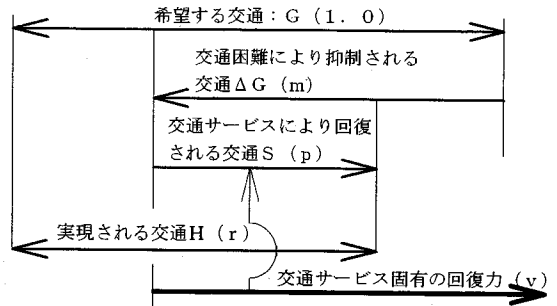 希望する交通：G（1．0）
交通困難により抑制される
交通ΔG（m）
交通サービスにより回復
される交通S（p）
実現される交通H（r）
交通サービス固有の回復力（v）